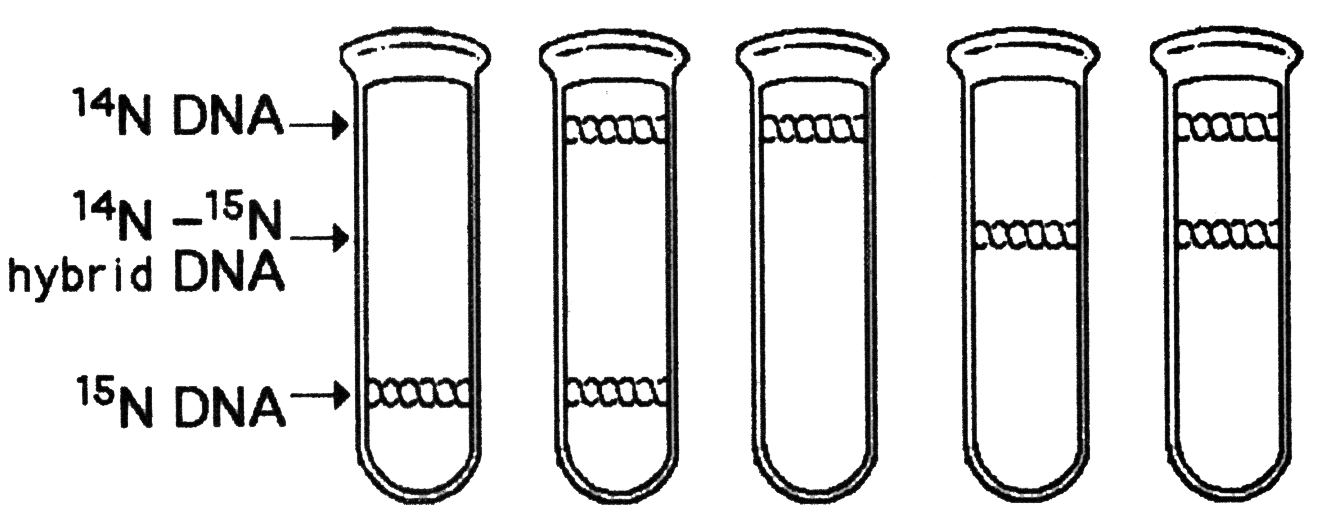 ¹⁴N DNA
¹⁴N –¹⁵N
hybrid DNA
¹⁵N DNA